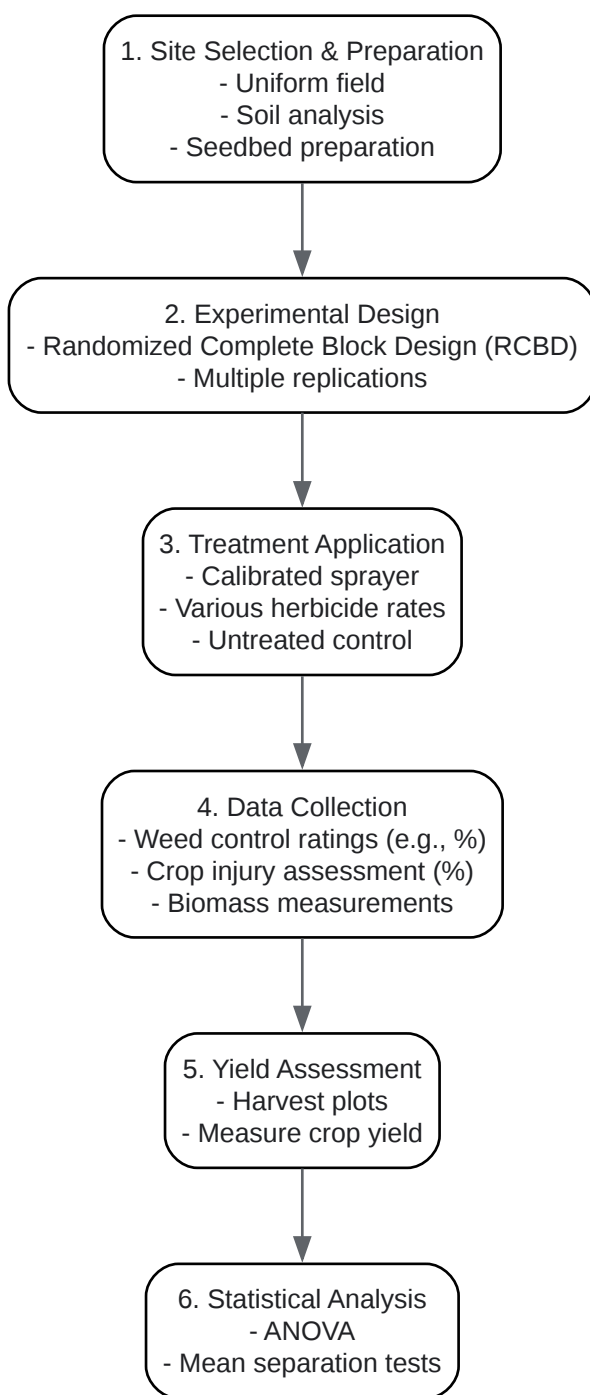 1. Site Selection & Preparation
- Uniform field
- Soil analysis
- Seedbed preparation
2. Experimental Design
- Randomized Complete Block Design (RCBD)
- Multiple replications
3. Treatment Application
- Calibrated sprayer
- Various herbicide rates
- Untreated control
4. Data Collection
- Weed control ratings (e.g., %)
- Crop injury assessment (%)
- Biomass measurements
5. Yield Assessment
- Harvest plots
- Measure crop yield
6. Statistical Analysis
- ANOVA
- Mean separation tests